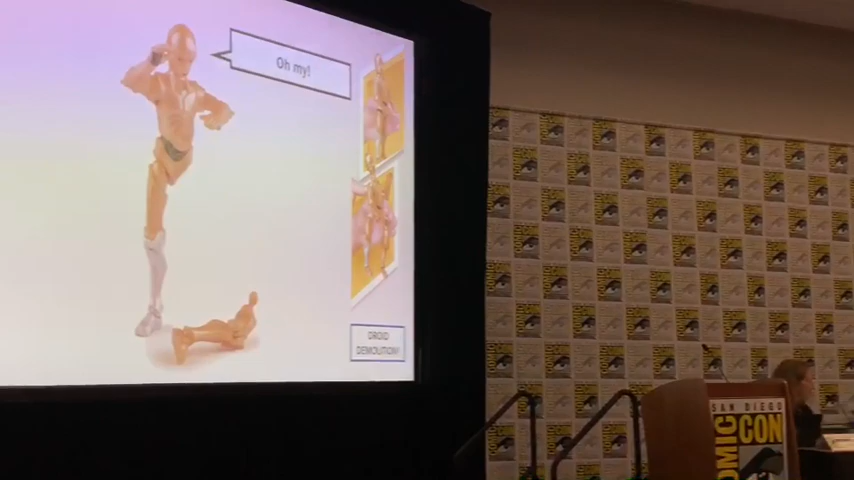 Oh my!
DROID
DEMOLITION!
SAN DIEGO
COMIC
CON